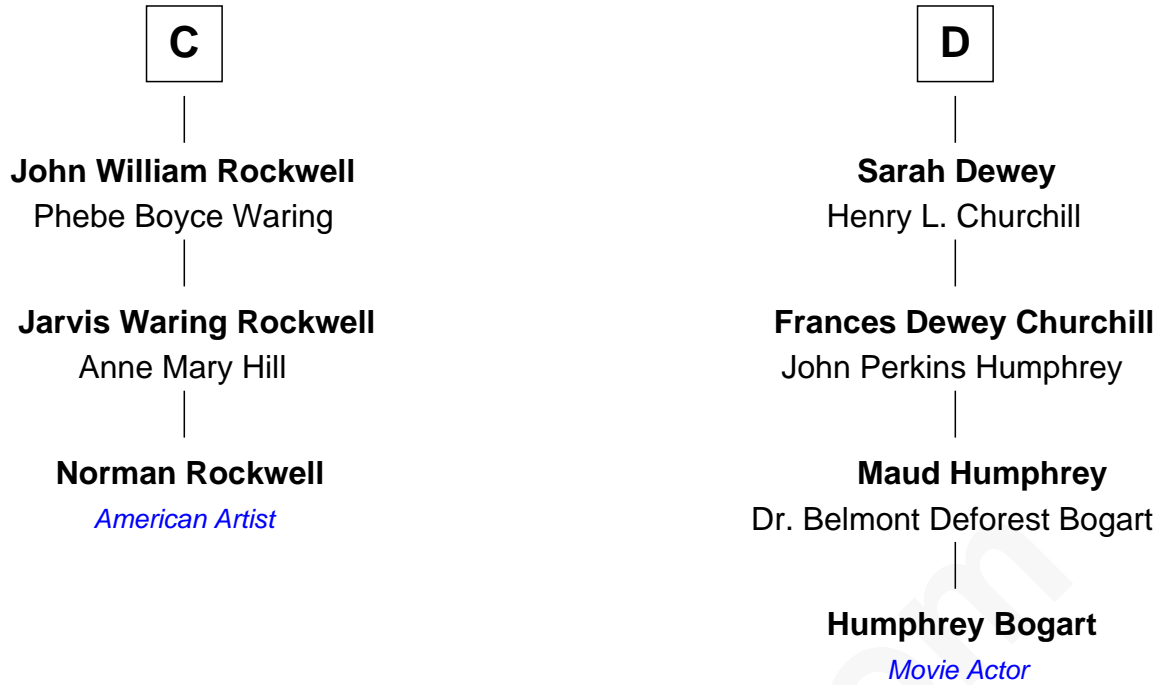 C
John William Rockwell
Phebe Boyce Waring
Jarvis Waring Rockwell
Anne Mary Hill
Norman Rockwell
American Artist
D
Sarah Dewey
Henry L. Churchill
Frances Dewey Churchill
John Perkins Humphrey
Maud Humphrey
Dr. Belmont Deforest Bogart
Humphrey Bogart
Movie Actor